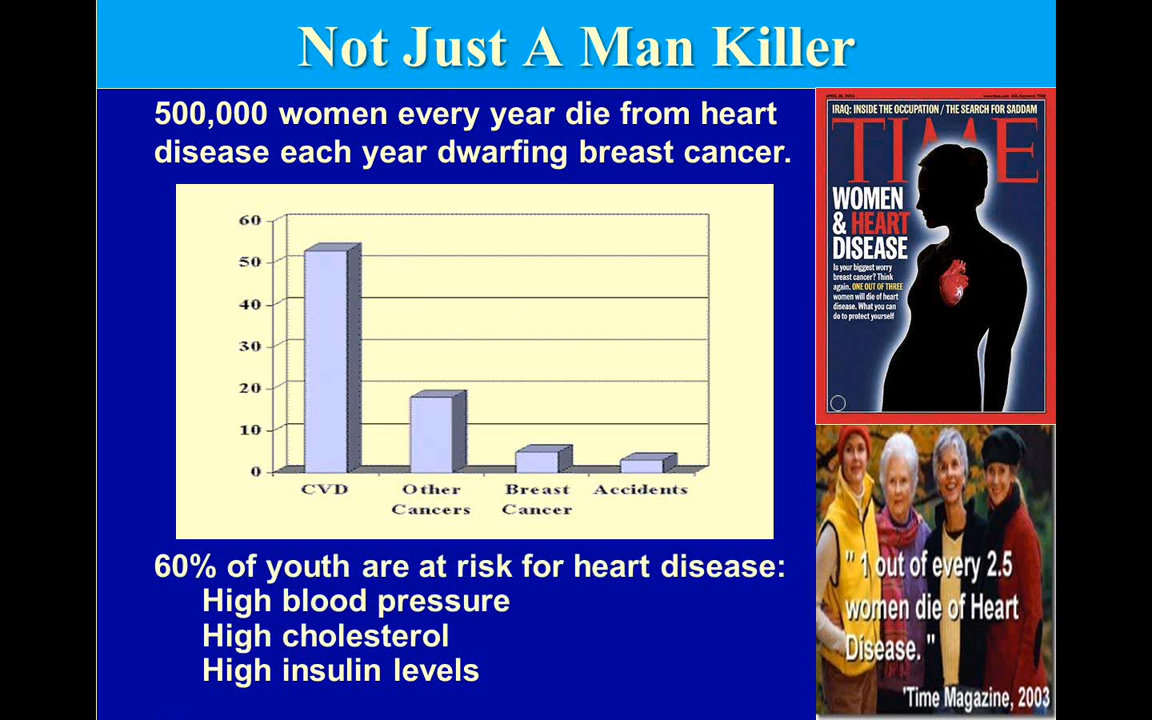 Not Just A Man Killer
500,000 women every year die from heart
disease each year dwarfing breast cancer.
60
50
40
30
20
10
0
CVD
Other
Cancers
Breast
Cancer
Accidents
60% of youth are at risk for heart disease:
High blood pressure
High cholesterol
High insulin levels
IRAQ: INSIDE THE OCCUPATION / THE SEARCH FOR SADDAM
TIME
WOMEN
& HEART
DISEASE
Is your biggest worry
breast cancer? Think
again. ONE OUT OF THREE
women will die of heart
disease. What you can
do to protect yourself
" 1 out of every 2.5
women die of Heart
Disease. "
'Time Magazine, 2003